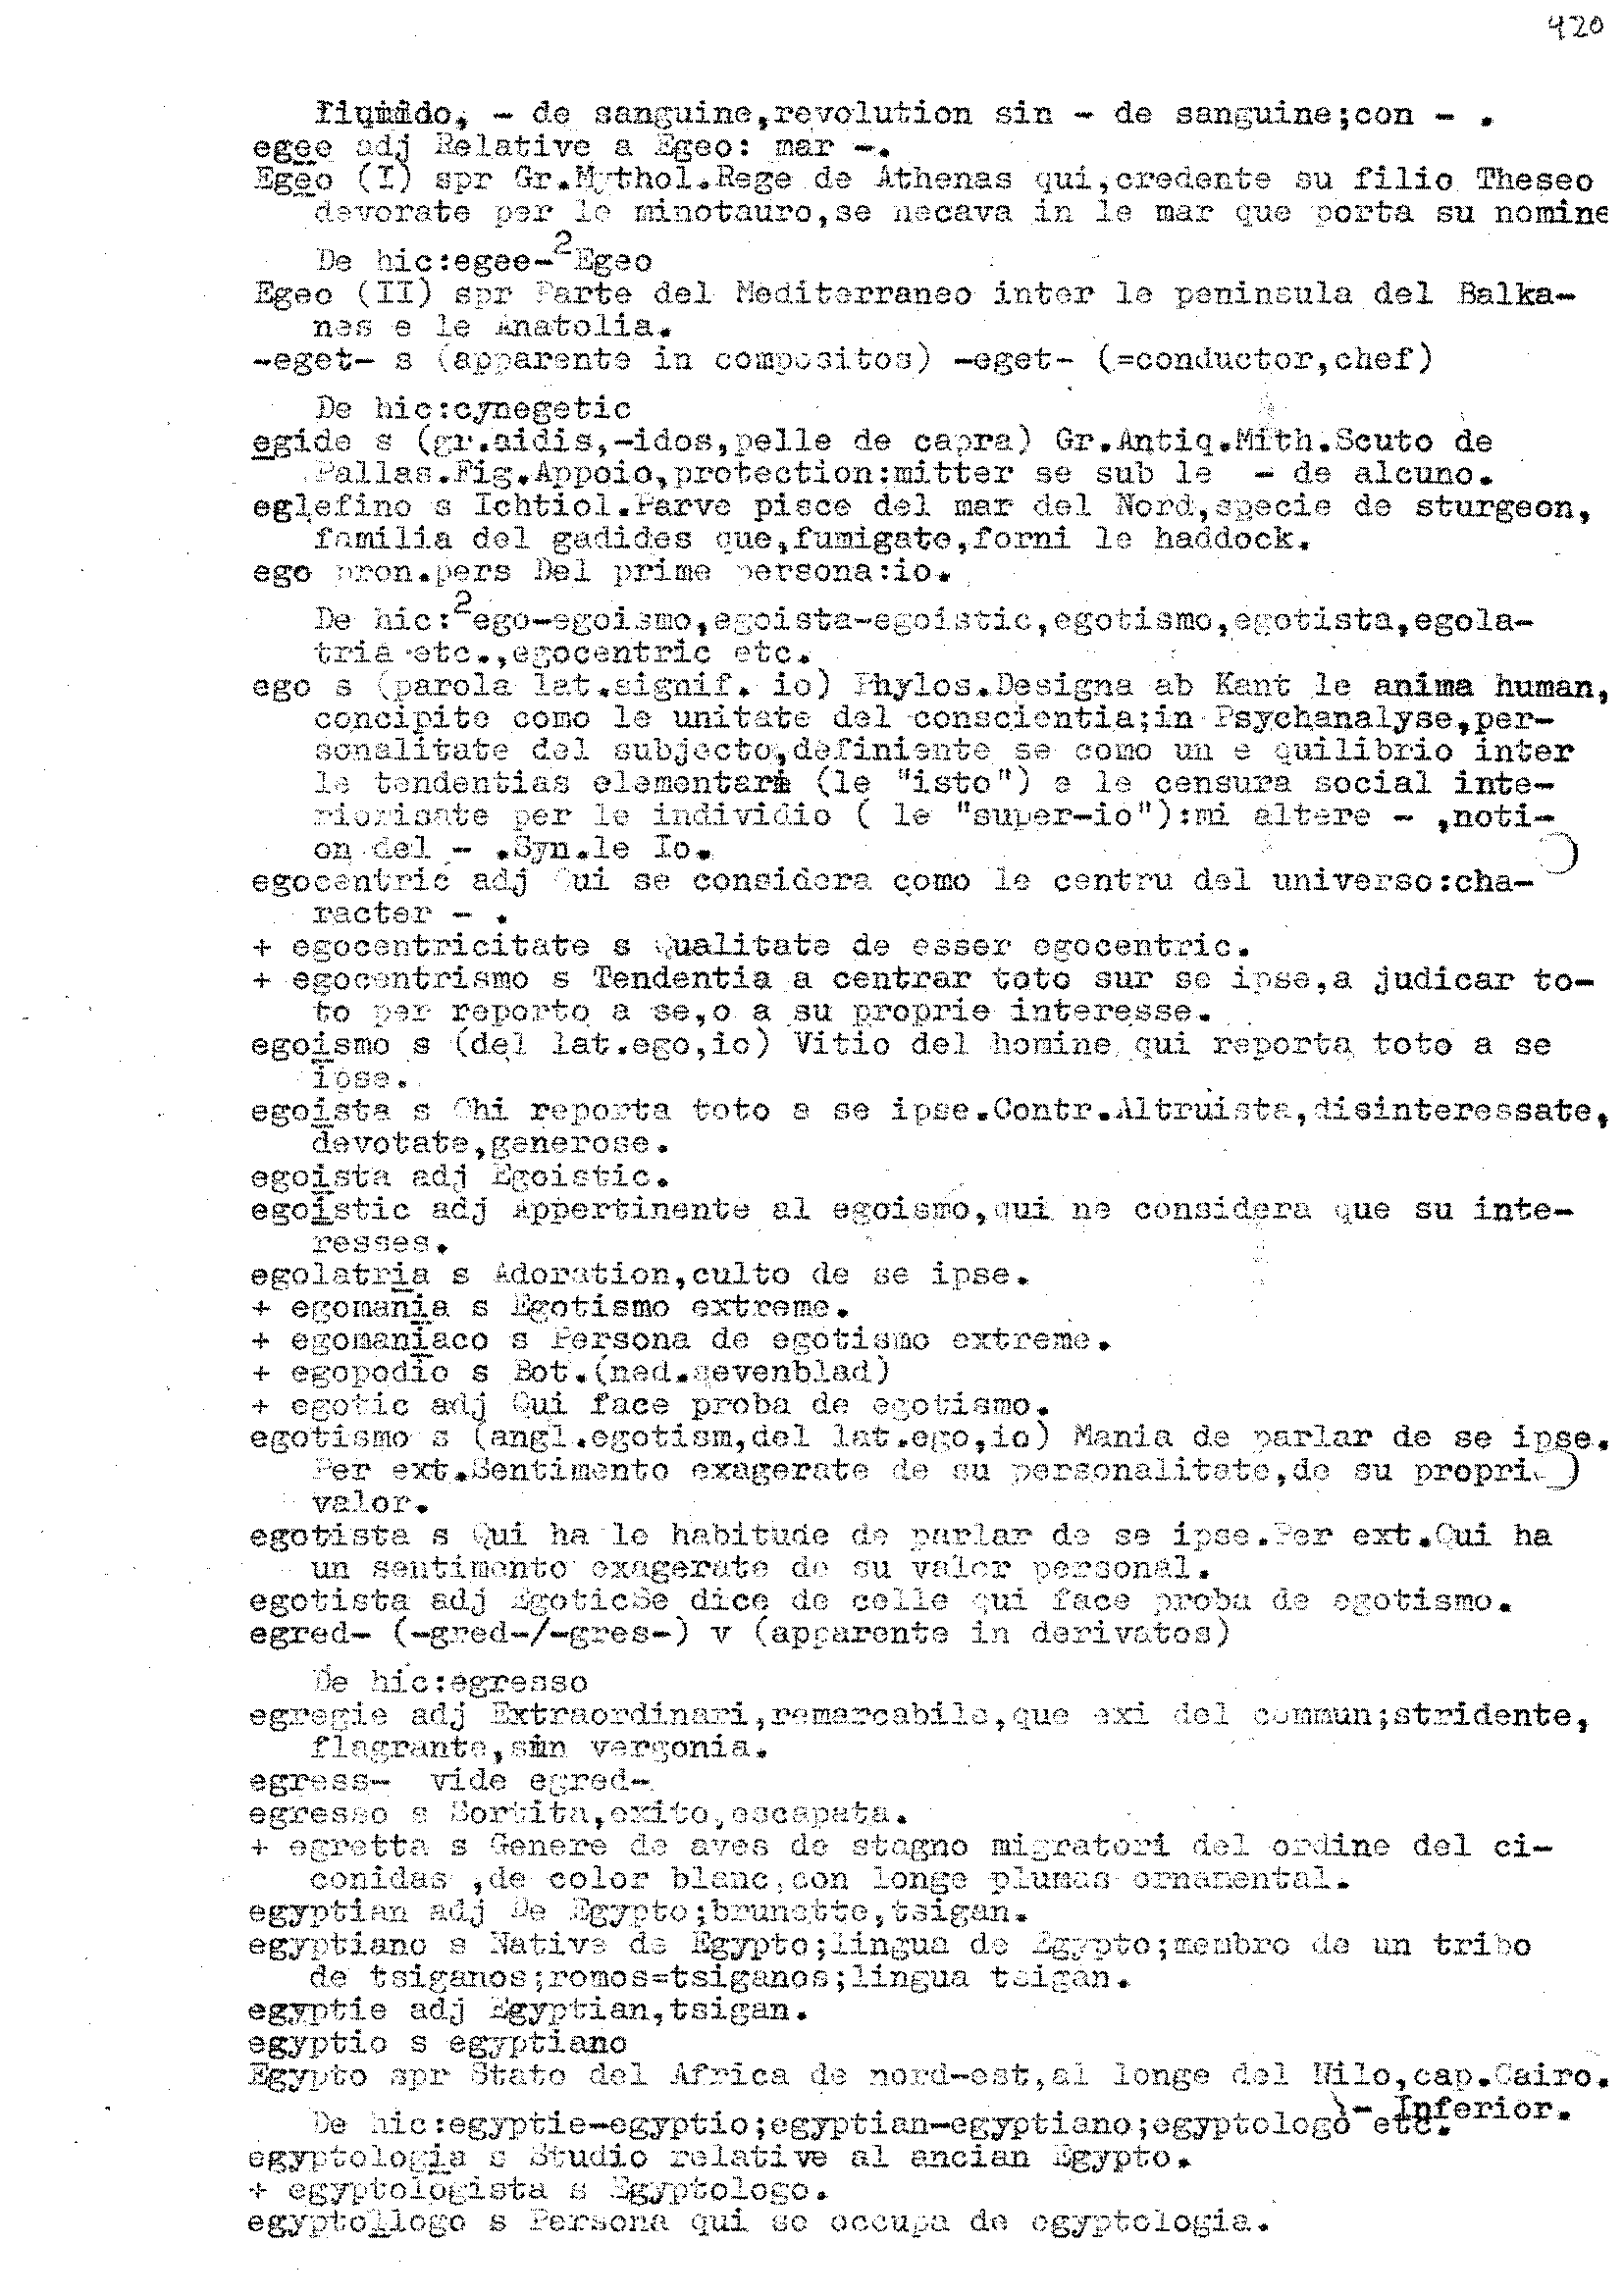 420
liquido, - de sanguine,revolution sin - de sanguine;con - .
egee adj Relative a Egeo: mar -.
Egeo (I) spr Gr.Mythol.Rege de Athenas qui,credente su filio Theseo
devorate per le minotauro,se necava in le mar que porta su nomine
De hic:egee-2Egeo
Egeo (II) spr Parte del Mediterraneo inter le peninsula del Balka-
nes e le Anatolia.
-eget- s (apparente in compositos) -eget- (=conductor,chef)
De hic:cynegetic
egide s (gr.aidis,-idos,pelle de capra) Gr.Antiq.Mith.Scuto de
Pallas.Fig.Appoio,protection:mitter se sub le - de alcuno.
eglefino s Ichtiol.Parve pisce del mar del Nord,specie de sturgeon,
familia del gadides que,fumigate,forni le haddock.
ego pron.pers Del prime persona:io.
De hic:2ego-egoismo,egoista-egoistic,egotismo,egotista,egola-
tria etc.,egocentric etc.
ego s (parola lat.signif. io) Phylos.Designa ab Kant le anima human,
concipite como le unitate del conscientia;in Psychanalyse,per-
sonalitate del subjecto,definiente se como un e quilibrio inter
le tendentias elementari (le "isto") e le censura social inte-
riorisate per le individio ( le "super-io"):mi altere - ,noti-
on del - .Syn.le Io.
egocentric adj Qui se considera como le centru del universo:cha-
racter - .
+ egocentricitate s Qualitate de esser egocentric.
+ egocentrismo s Tendentia a centrar toto sur se ipse,a judicar to-
to per reporto a se,o a su proprie interesse.
egoismo s (del lat.ego,io) Vitio del homine qui reporta toto a se
ipse.
egoista s Chi reporta toto a se ipse.Contr.Altruista,disinteressate,
devotate,generose.
egoista adj Egoistic.
egoistic adj Appertinente al egoismo,qui ne considera que su inte-
resses.
egolatria s Adoration,culto de se ipse.
+ egomania s Egotismo extreme.
+ egomaniaco s Persona de egotismo extreme.
+ egopodio s Bot.(ned.zevenblad)
+ egotic adj Qui face proba de egotismo.
egotismo s (angl.egotism,del lat.ego,io) Mania de parlar de se ipse.
Per ext.Sentimento exagerate de su personalitate,de su proprie
valor.
egotista s Qui ha le habitude de parlar de se ipse.Per ext.Qui ha
un sentimento exagerate de su valor personal.
egotista adj EgoticSe dice de celle qui face proba de egotismo.
egred- (-gred-/-gres-) v (apparente in derivatos)
De hic:egresso
egregie adj Extraordinari,remarcabile,que exi del commun;stridente,
flagrante,sin vergonia.
egress- vide egred-
egresso s Sortita,exito,escapata.
+ egretta s Genere de aves de stagno migratori del ordine del ci-
conidas ,de color blanc,con longe plumas ornamental.
egyptian adj De Egypto;brunette,tsigan.
egyptiano s Native de Egypto;lingua de Egypto;membro de un tribo
de tsiganos;romos=tsiganos;lingua tsigan.
egyptie adj Egyptian,tsigan.
egyptio s egyptiano
Egypto spr Stato del Africa de nord-est,al longe del Nilo,cap.Cairo.
- Inferior.
De hic:egyptie-egyptio;egyptian-egyptiano;egyptologo etc.
egyptologia s Studio relative al ancian Egypto.
+ egyptologista s Egyptologo.
egyptollogo s Persona qui se occupa de egyptologia.